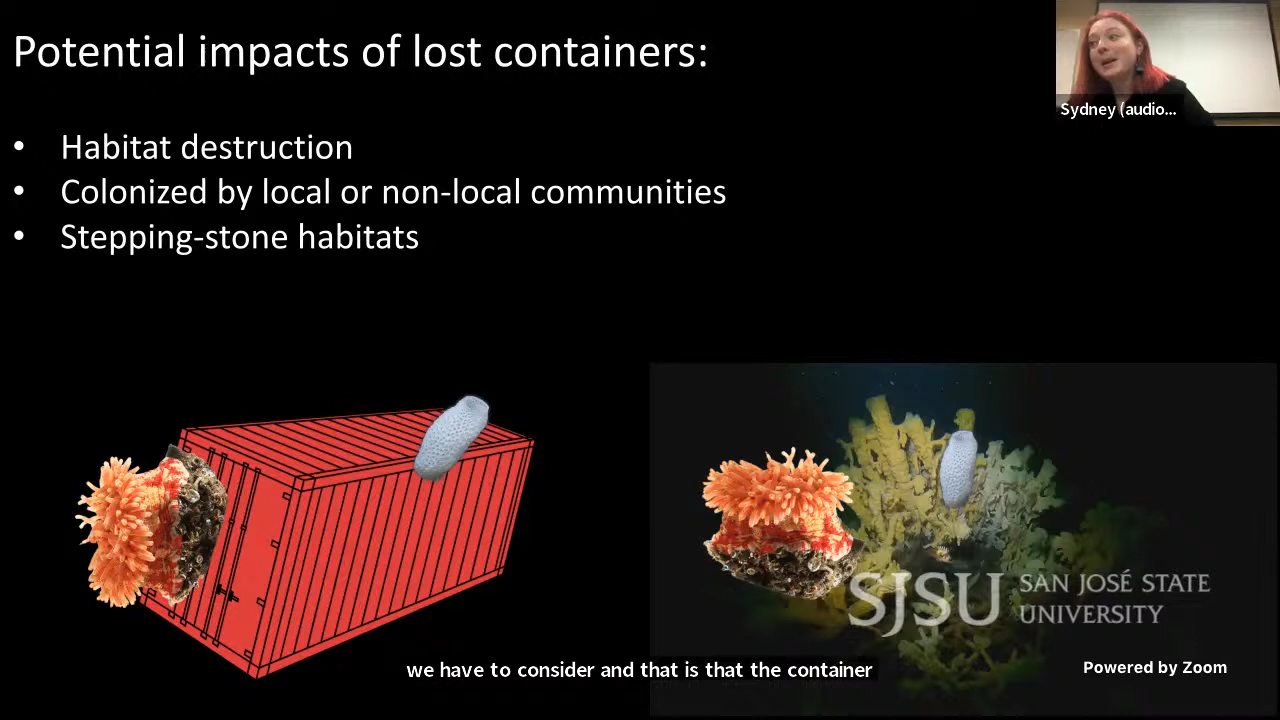 Potential impacts of lost containers:
Sydney (audio...
• Habitat destruction
• Colonized by local or non-local communities
• Stepping-stone habitats
SJSU SAN JOSÉ STATE
UNIVERSITY
we have to consider and that is that the container
Powered by Zoom